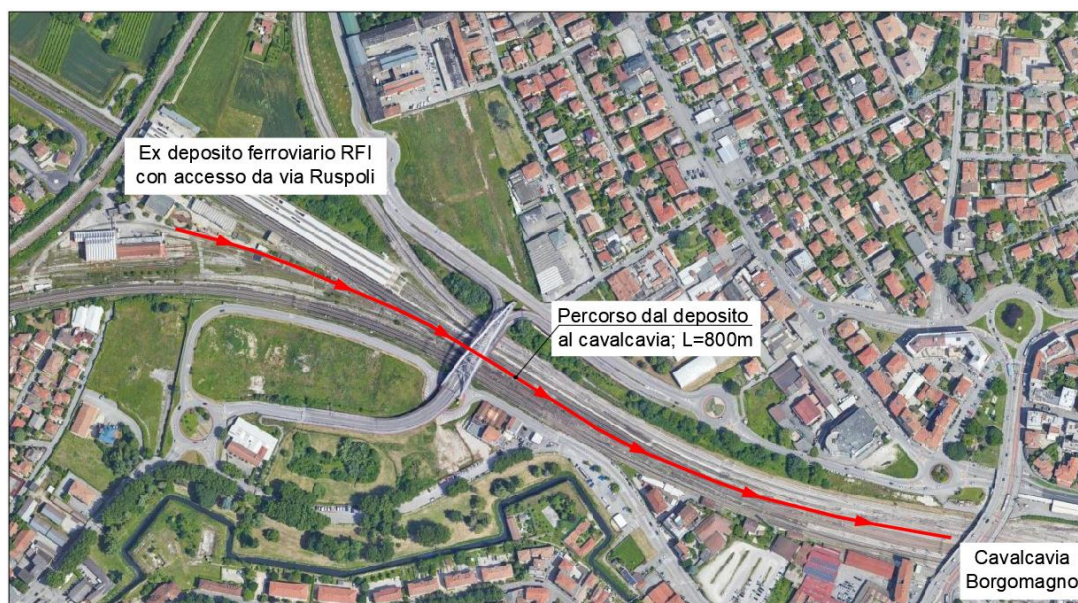 Ex deposito ferroviario RFI
con accesso da via Ruspoli
Percorso dal deposito
al cavalcavia; L=800m
Cavalcavia
Borgomagno